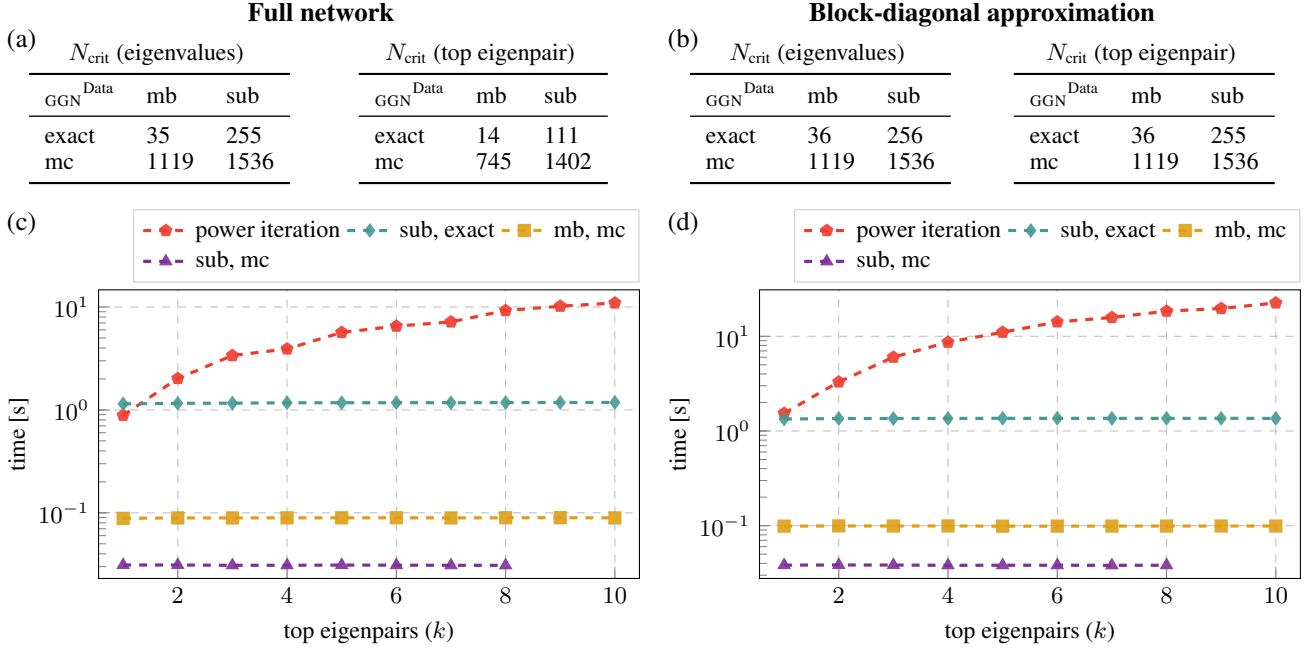 Full network
Block-diagonal approximation
(a)
N_crit (eigenvalues)
GGN^Data mb sub
exact 35 255
mc 1119 1536
N_crit (top eigenpair)
GGN^Data mb sub
exact 14 111
mc 745 1402
(b)
N_crit (eigenvalues)
GGN^Data mb sub
exact 36 256
mc 1119 1536
N_crit (top eigenpair)
GGN^Data mb sub
exact 36 255
mc 1119 1536
(c)
power iteration sub, exact mb, mc
sub, mc
10^1
10^0
10^−1
time [s]
2 4 6 8 10
top eigenpairs (k)
(d)
power iteration sub, exact mb, mc
sub, mc
10^1
10^0
10^−1
time [s]
2 4 6 8 10
top eigenpairs (k)